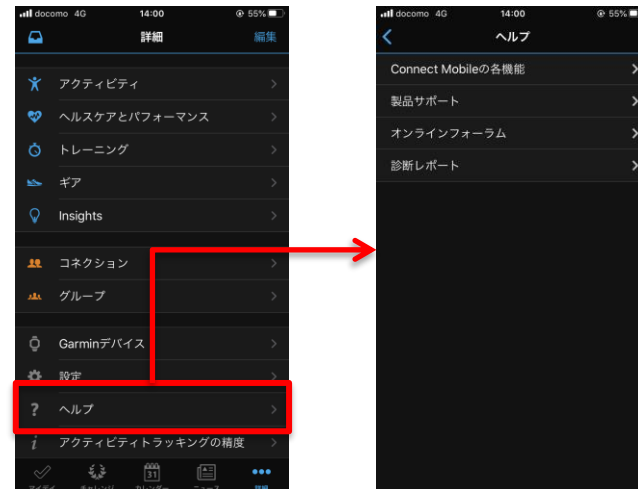 docomo 4G 14:00 55%
詳細 編集
アクティビティ
ヘルスケアとパフォーマンス
トレーニング
ギア
Insights
コネクション
グループ
Garminデバイス
設定
ヘルプ
アクティビティトラッキングの精度
31
docomo 4G 14:00 55%
ヘルプ
Connect Mobileの各機能
製品サポート
オンラインフォーラム
診断レポート